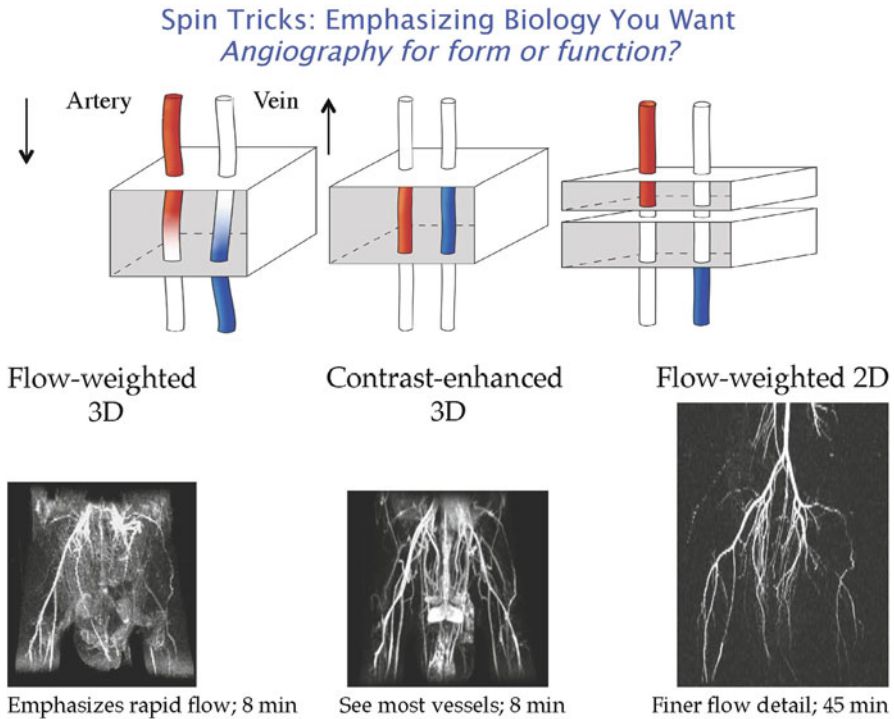 Spin Tricks: Emphasizing Biology You Want
Angiography for form or function?
Artery
Vein
Flow-weighted
3D
Contrast-enhanced
3D
Flow-weighted 2D
Emphasizes rapid flow; 8 min
See most vessels; 8 min
Finer flow detail; 45 min